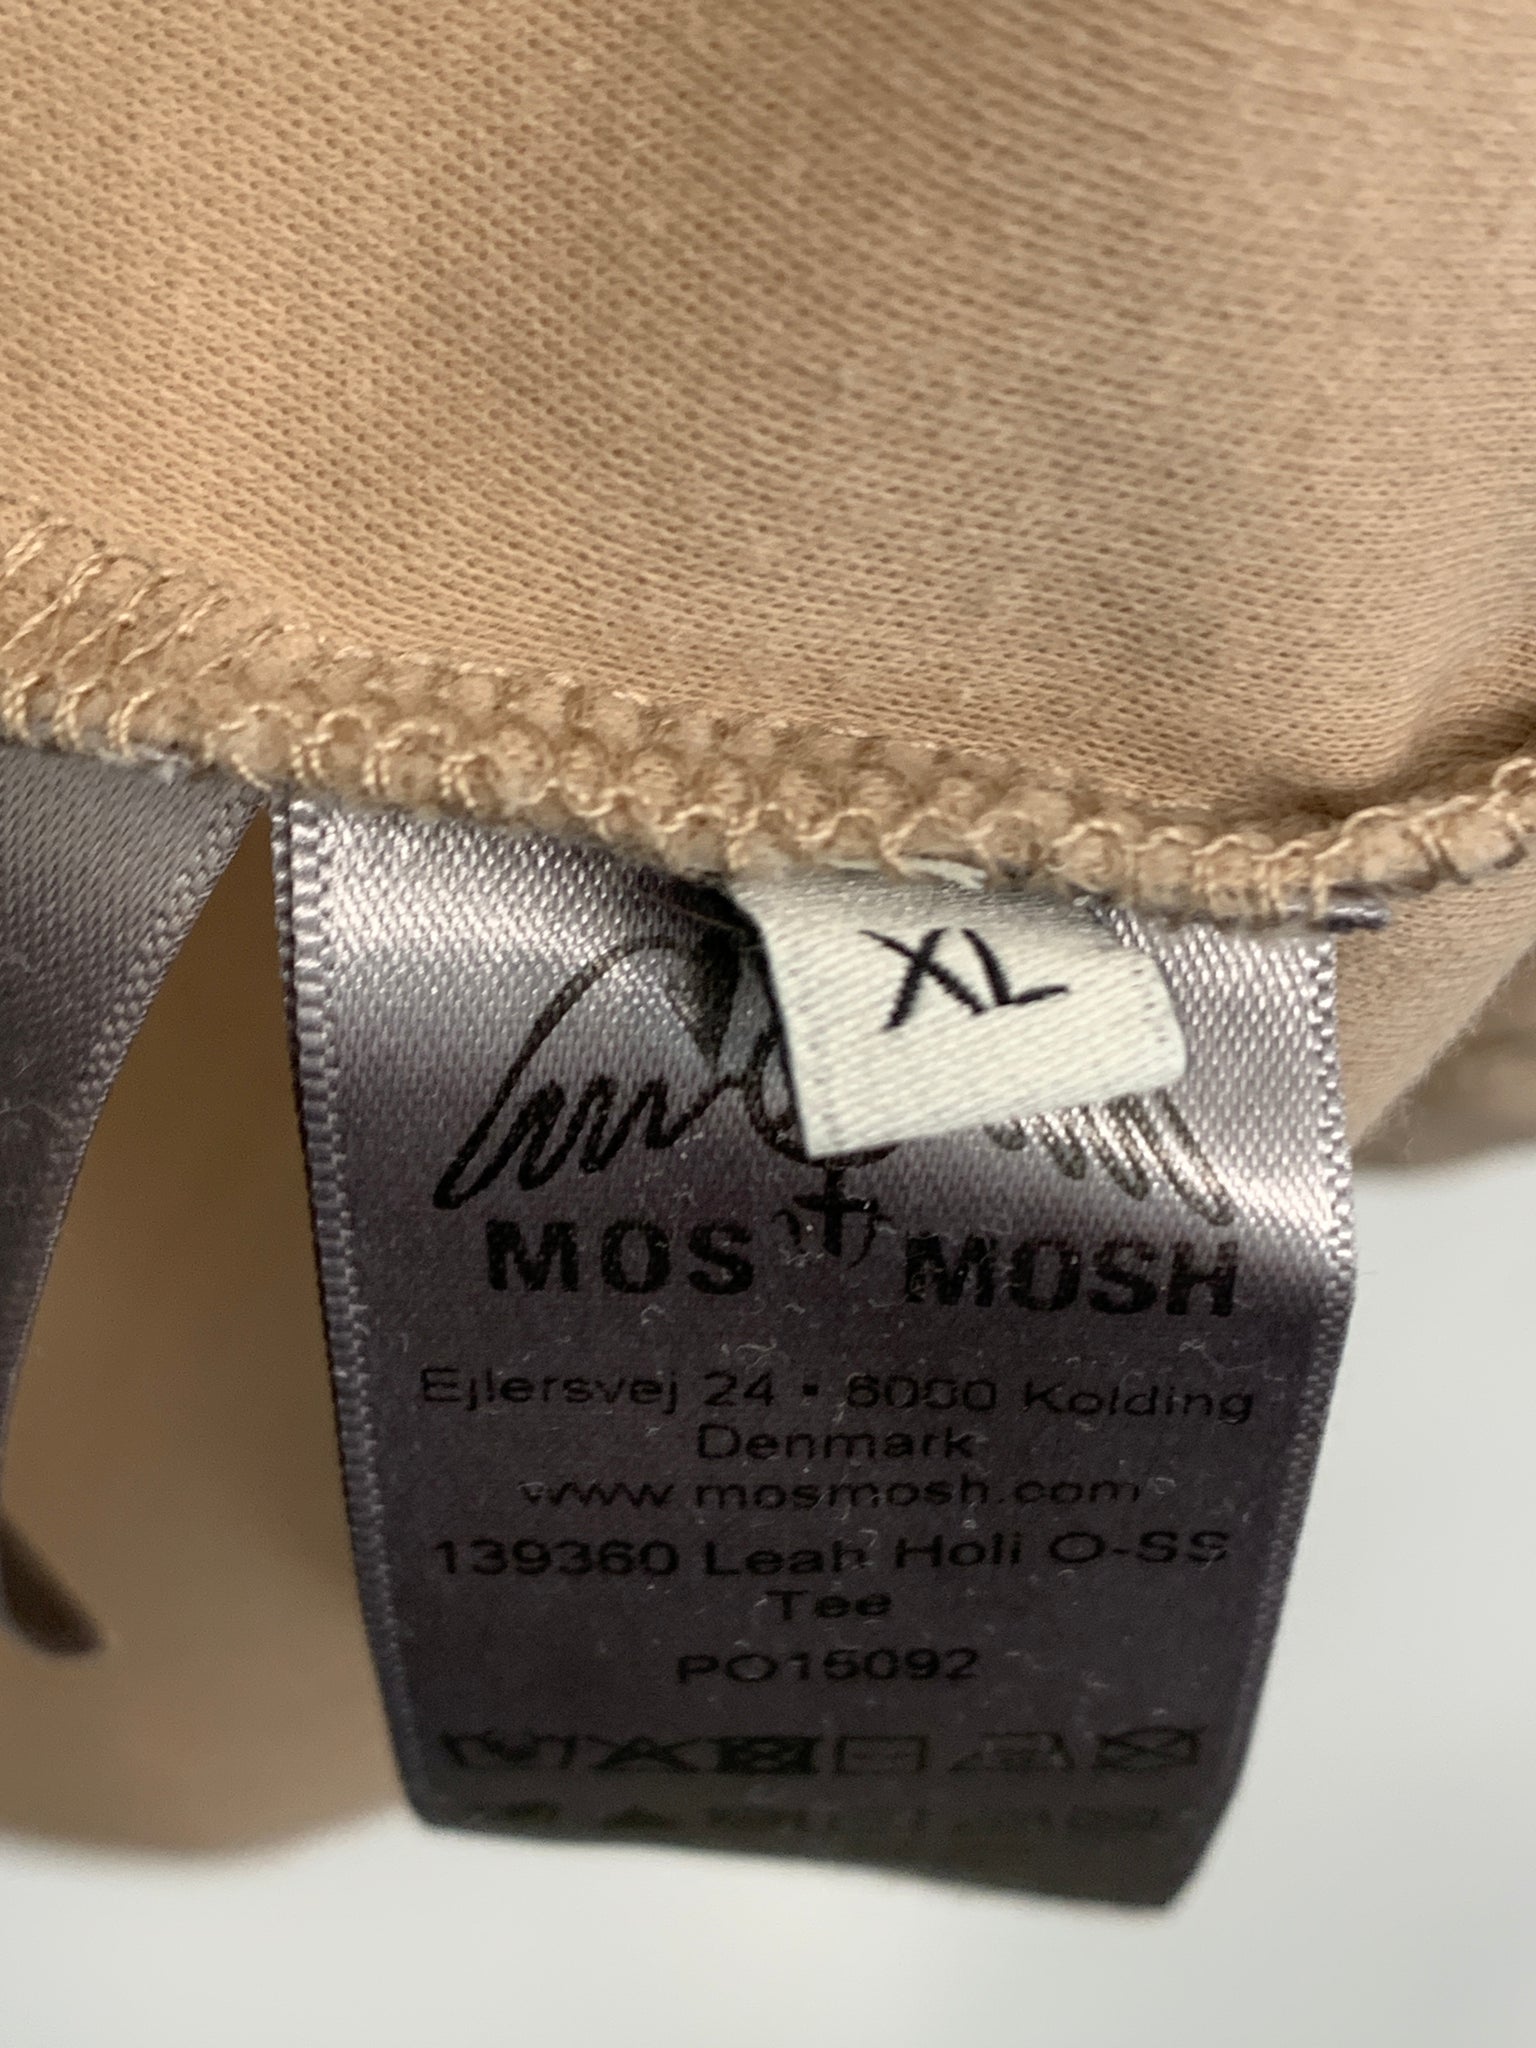 XL
MOS MOSH
Ejlersvej 24 · 6000 Kolding
Denmark
www.mosmosh.com
139360 Leah Holi O-SS
Tee
PO15092